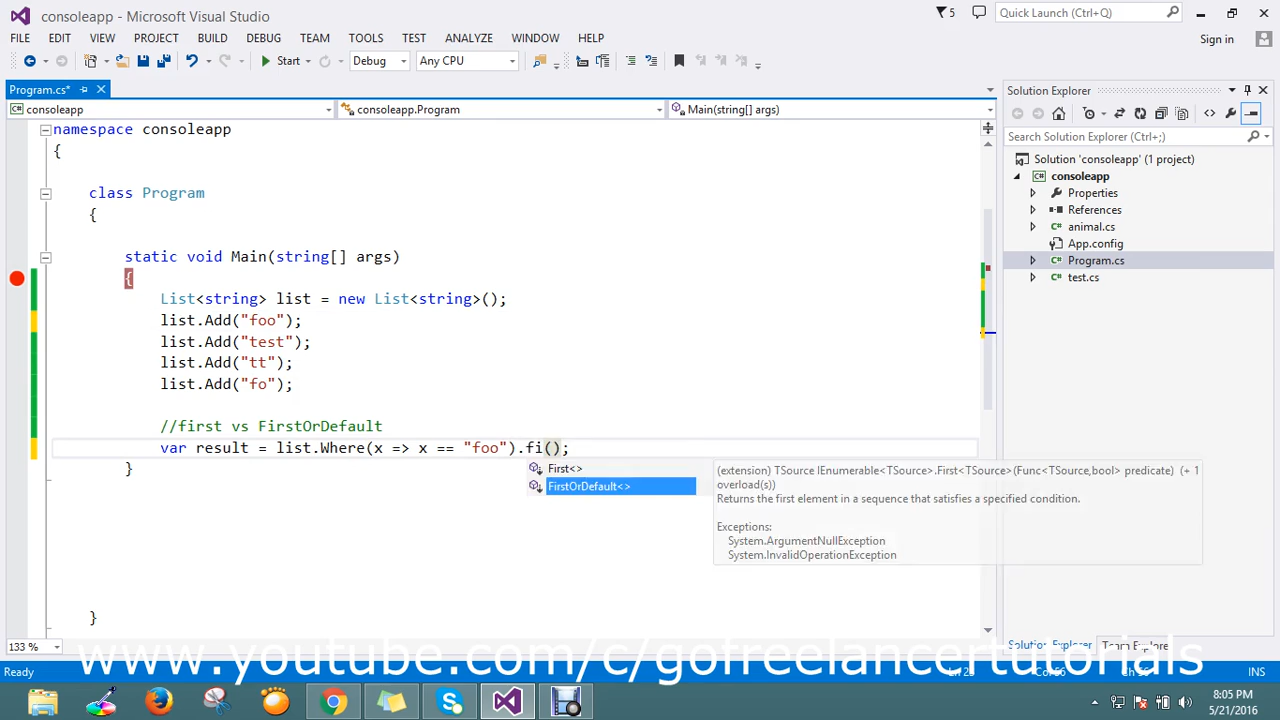 consoleapp - Microsoft Visual Studio
5
Quick Launch (Ctrl+Q)
FILE EDIT VIEW PROJECT BUILD DEBUG TEAM TOOLS TEST ANALYZE WINDOW HELP
Sign in
Start Debug Any CPU
Program.cs*
consoleapp consoleapp.Program Main(string[] args)
namespace consoleapp
{
class Program
{
static void Main(string[] args)
{
List<string> list = new List<string>();
list.Add("foo");
list.Add("test");
list.Add("tt");
list.Add("fo");
//first vs FirstOrDefault
var result = list.Where(x => x == "foo").fi();
}
First<>
FirstOrDefault<>
(extension) TSource IEnumerable<TSource>.First<TSource>(Func<TSource,bool> predicate) (+ 1
overload(s))
Returns the first element in a sequence that satisfies a specified condition.
Exceptions:
System.ArgumentNullException
System.InvalidOperationException
}
Solution Explorer
Search Solution Explorer (Ctrl+;)
Solution 'consoleapp' (1 project)
consoleapp
Properties
References
animal.cs
App.config
Program.cs
test.cs
133 %
Solution Explorer Team Explorer
www.youtube.com/c/gofreelancertutorials
Ready
INS
8:05 PM
5/21/2016